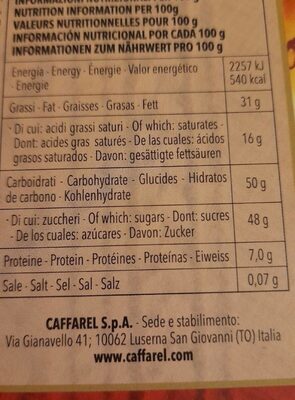 NUTRITION INFORMATION PER 100g
VALEURS NUTRITIONNELLES POUR 100 g
INFORMACIÓN NUTRICIONAL POR CADA 100 g
INFORMATIONEN ZUM NÄHRWERT PRO 100 g
Energia - Energy - Énergie - Valor energético 2257 kJ
- Energie 540 kcal
Grassi - Fat - Graisses - Grasas - Fett 31 g
· Di cui: acidi grassi saturi - Of which: saturates -
Dont: acides gras saturés - De las cuales: ácidos 16 g
grasos saturados - Davon: gesättigte fettsäuren
Carboidrati - Carbohydrate - Glucides - Hidratos 50 g
de carbono - Kohlenhydrate
· Di cui: zuccheri - Of which: sugars - Dont: sucres 48 g
- De los cuales: azúcares - Davon: Zucker
Proteine - Protein - Protéines - Proteínas - Eiweiss 7,0 g
Sale - Salt - Sel - Sal - Salz 0,07 g
CAFFAREL S.p.A. - Sede e stabilimento:
Via Gianavello 41; 10062 Luserna San Giovanni (TO) Italia
www.caffarel.com